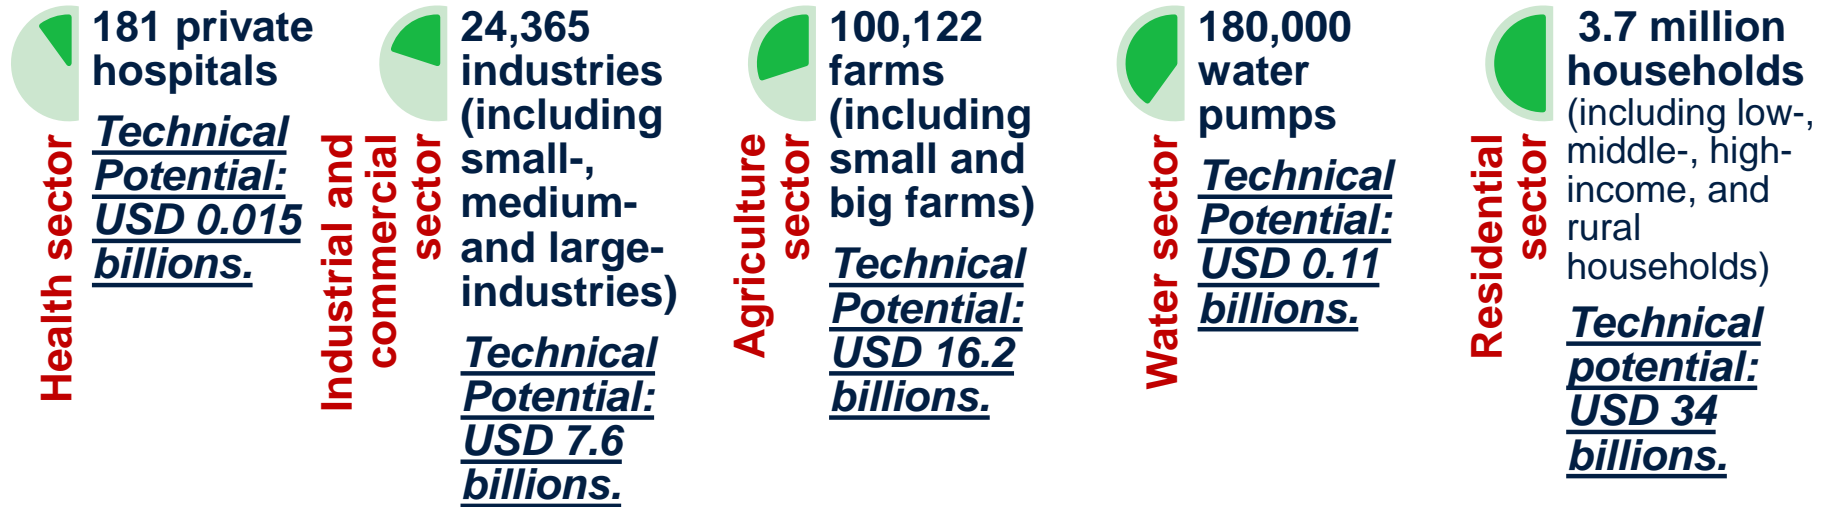 Health sector
181 private
hospitals
Technical
Potential:
USD 0.015
billions.
Industrial and
commercial
sector
24,365
industries
(including
small-,
medium-
and large-
industries)
Technical
Potential:
USD 7.6
billions.
Agriculture
sector
100,122
farms
(including
small and
big farms)
Technical
Potential:
USD 16.2
billions.
Water sector
180,000
water
pumps
Technical
Potential:
USD 0.11
billions.
Residential
sector
3.7 million
households
(including low-,
middle-, high-
income, and
rural
households)
Technical
potential:
USD 34
billions.